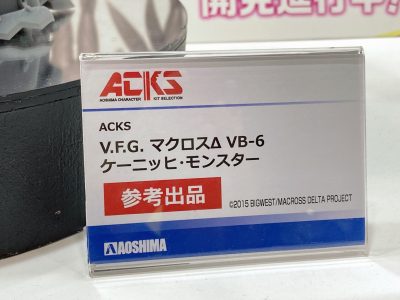 開発進行中!
ACKS
AOSHIMA CHARACTER KIT SELECTION
ACKS
V.F.G. マクロスΔ VB-6
ケーニッヒ・モンスター
参考出品
©2015 BIGWEST/MACROSS DELTA PROJECT
AOSHIMA